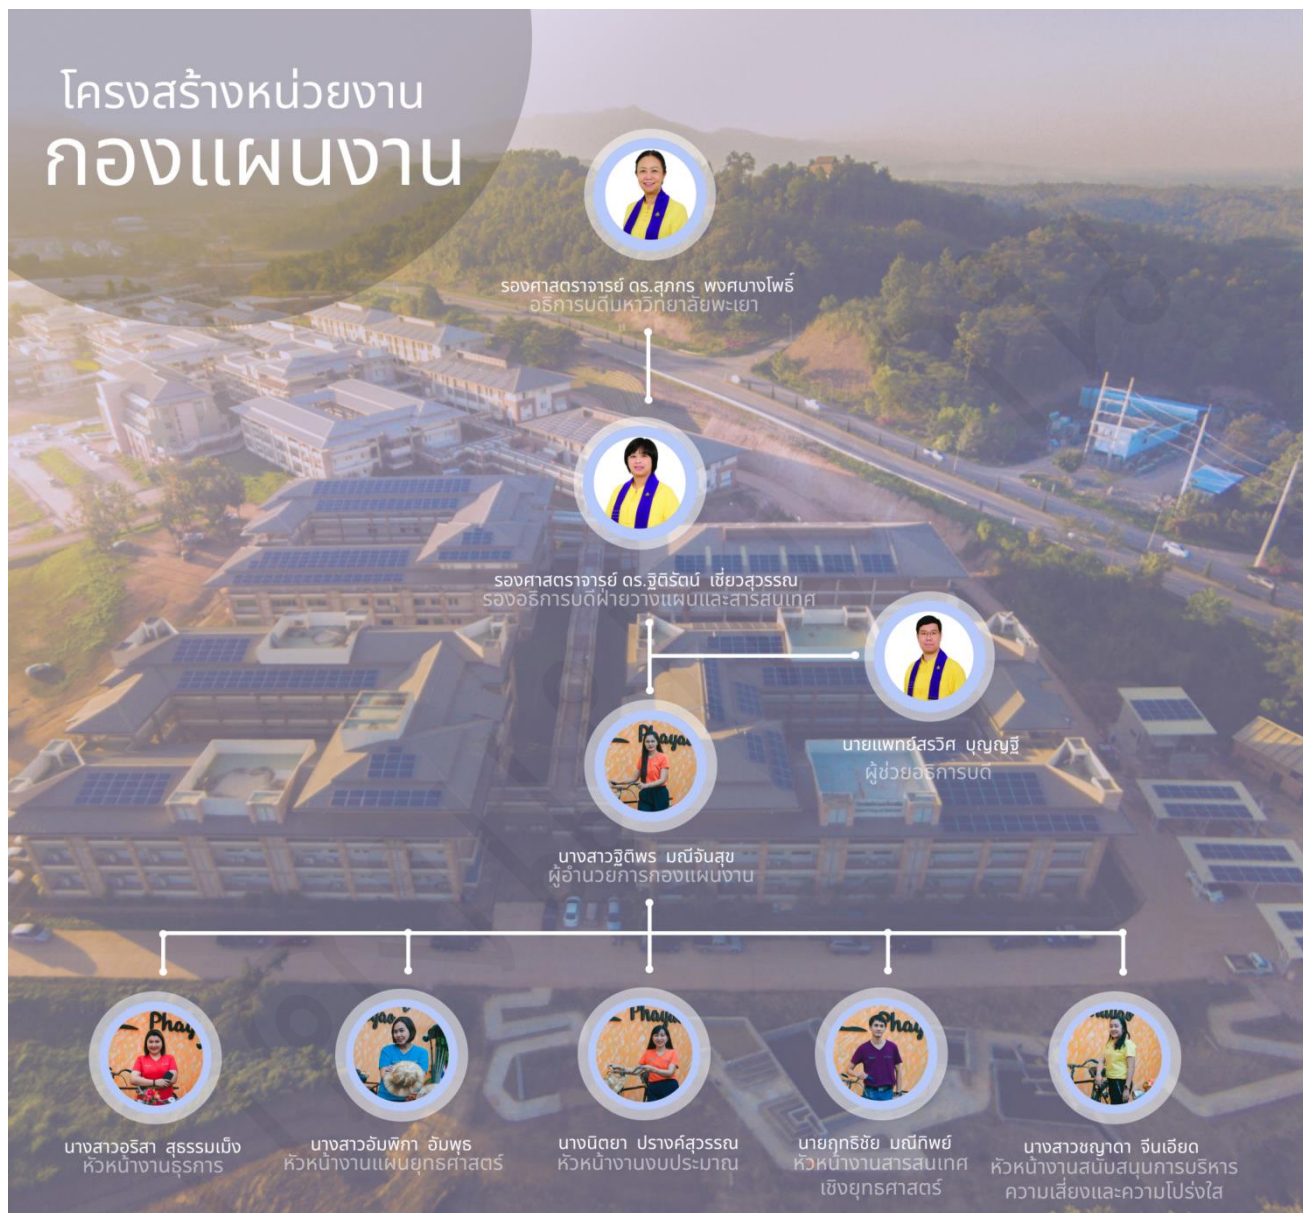 โครงสร้างหน่วยงาน
กองแผนงาน
รองศาสตราจารย์ ดร.สุภกร พงศบางโพธิ์
อธิการบดีมหาวิทยาลัยพะเยา
รองศาสตราจารย์ ดร.ฐิติรัตน์ เชี่ยวสุวรรณ
รองอธิการบดีฝ่ายวางแผนและสารสนเทศ
นายแพทย์สรวิศ บุญญฐี
ผู้ช่วยอธิการบดี
Phayao
นางสาวฐิติพร มณีจันสุข
ผู้อำนวยการกองแผนงาน
Phay
yao
Phaya
Phay
นางสาวอริสา สุธรรมเม็ง
หัวหน้างานธุรการ
นางสาวอัมพิกา อัมพุธ
หัวหน้างานแผนยุทธศาสตร์
นางนิตยา ปรางค์สุวรรณ
หัวหน้างานงบประมาณ
นายฤทธิชัย มณีทิพย์
หัวหน้างานสารสนเทศ
เชิงยุทธศาสตร์
นางสาวชญาดา จีนเอียด
หัวหน้างานสนับสนุนการบริหาร
ความเสี่ยงและความโปร่งใส